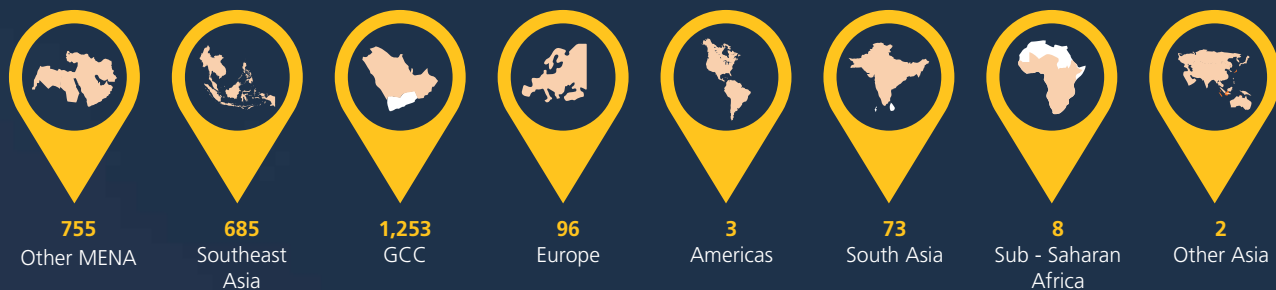 755
Other MENA
685
Southeast
Asia
1,253
GCC
96
Europe
3
Americas
73
South Asia
8
Sub - Saharan
Africa
2
Other Asia